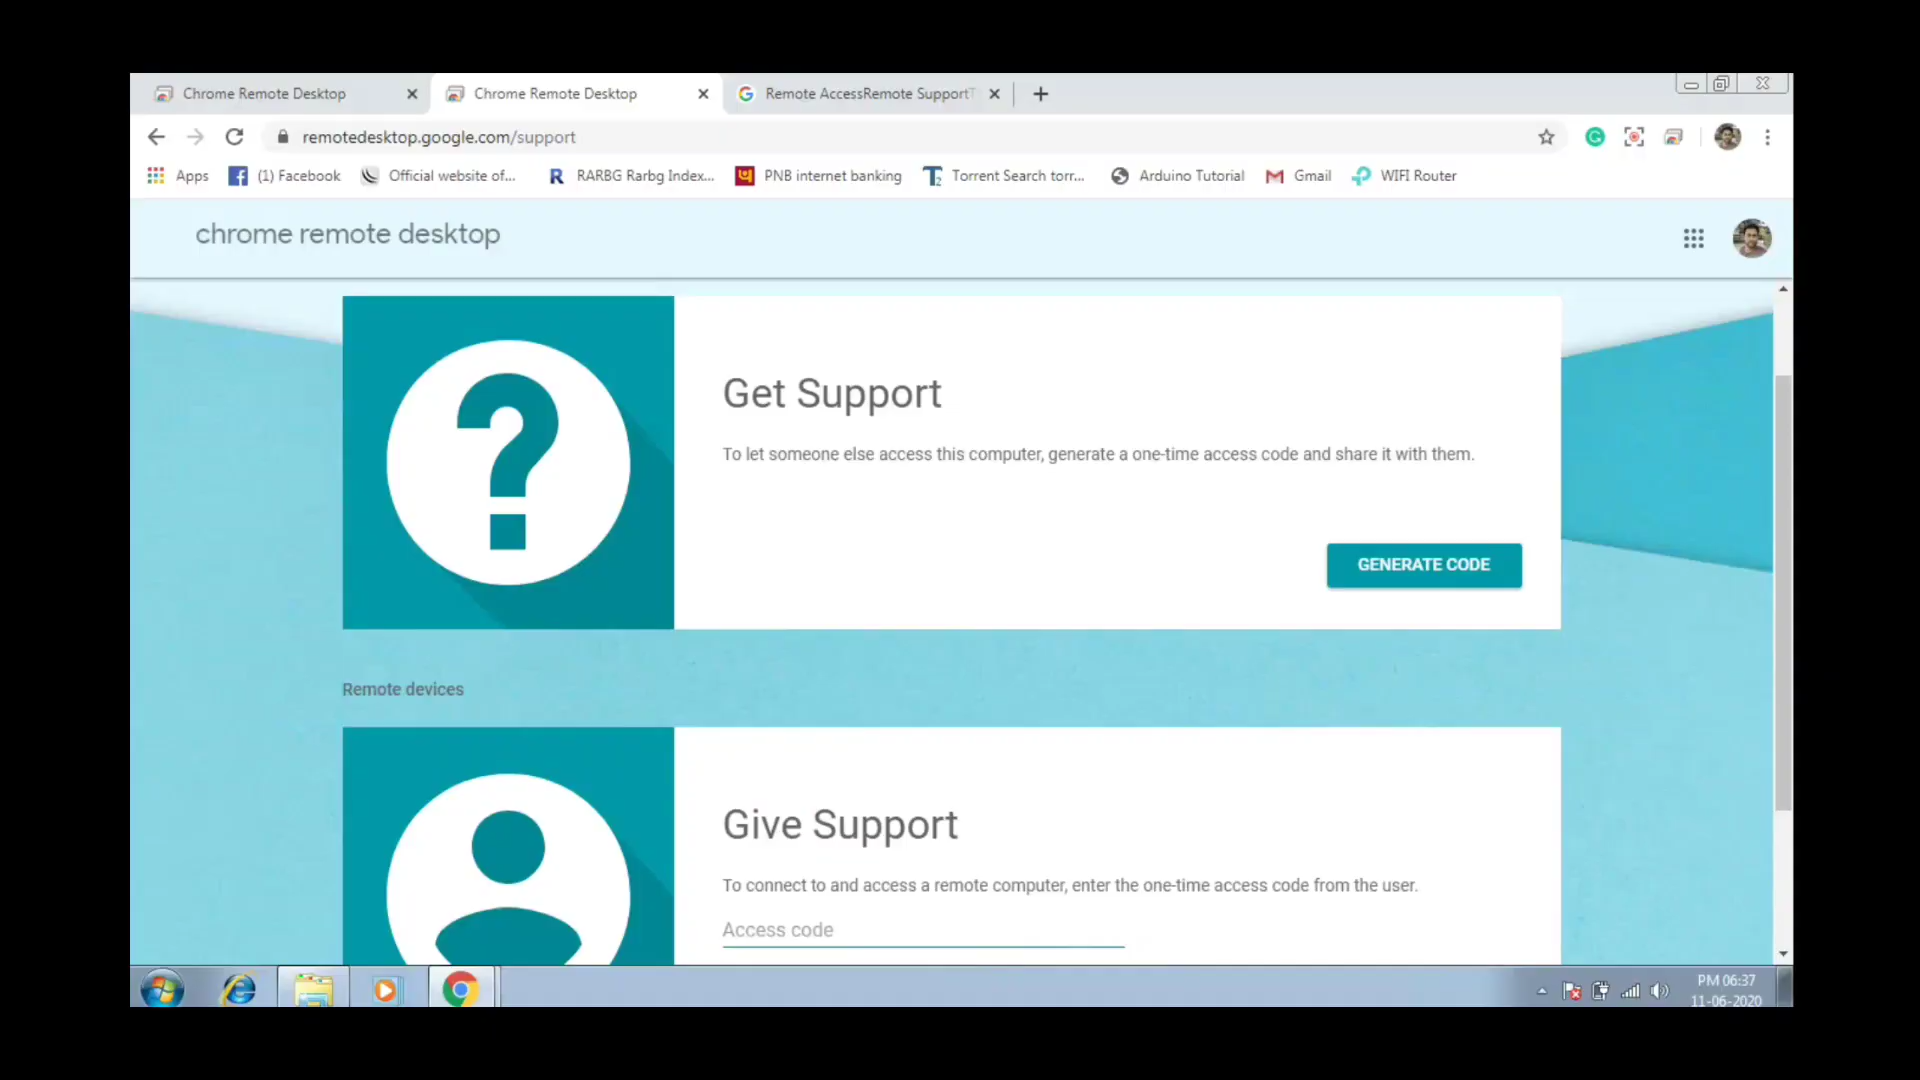 Chrome Remote Desktop
Chrome Remote Desktop
Remote AccessRemote Support
remotedesktop.google.com/support
Apps
(1) Facebook
Official website of...
RARBG Rarbg Index...
PNB internet banking
Torrent Search torr...
Arduino Tutorial
Gmail
WIFI Router
chrome remote desktop
Get Support
To let someone else access this computer, generate a one-time access code and share it with them.
GENERATE CODE
Remote devices
Give Support
To connect to and access a remote computer, enter the one-time access code from the user.
Access code
PM 06:37
11-06-2020